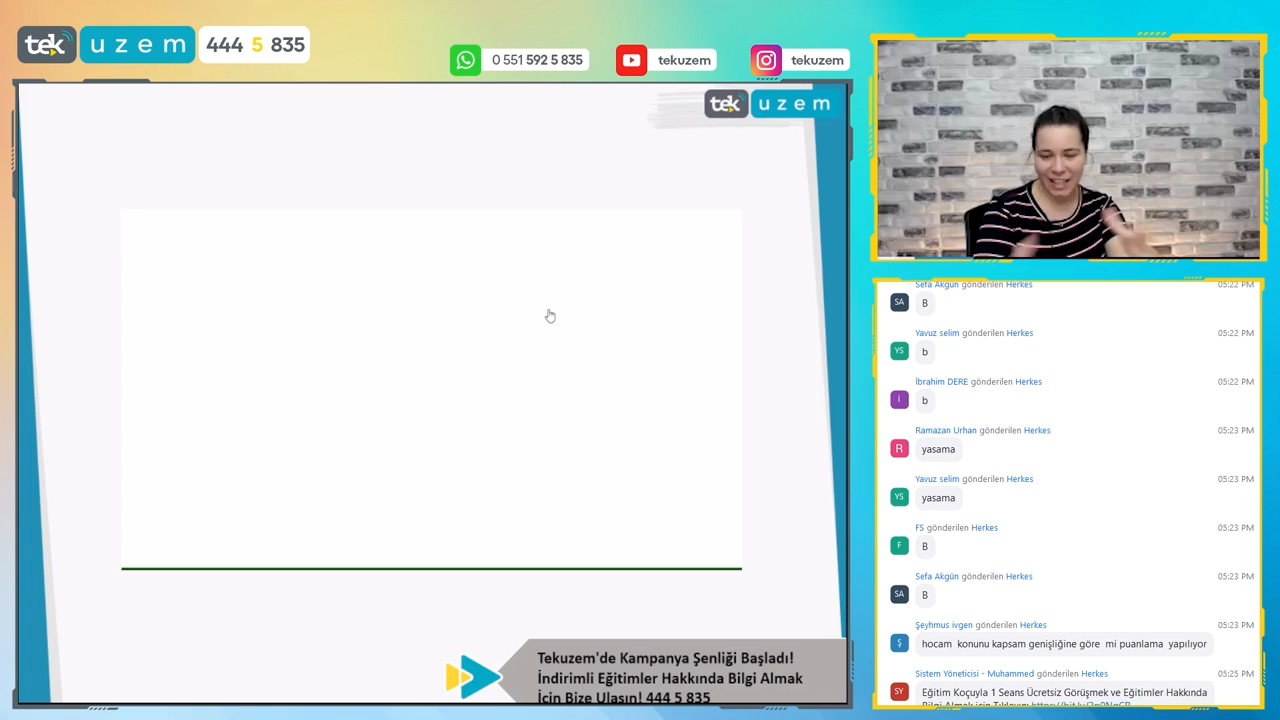 tek uzem 444 5 835
0 551 592 5 835
tekuzem
tekuzem
tek uzem
Tekuzem'de Kampanya Şenliği Başladı!
İndirimli Eğitimler Hakkında Bilgi Almak
İçin Bize Ulaşın! 444 5 835
Sefa Akgün gönderilen Herkes 05:22 PM
SA B
Yavuz selim gönderilen Herkes 05:22 PM
YS b
İbrahim DERE gönderilen Herkes 05:22 PM
İ b
Ramazan Urhan gönderilen Herkes 05:23 PM
R yasama
Yavuz selim gönderilen Herkes 05:23 PM
YS yasama
FS gönderilen Herkes 05:23 PM
F B
Sefa Akgün gönderilen Herkes 05:23 PM
SA B
Şeyhmus ivgen gönderilen Herkes 05:23 PM
Ş hocam konunu kapsam genişliğine göre mi puanlama yapılıyor
Sistem Yöneticisi - Muhammed gönderilen Herkes 05:25 PM
SY Eğitim Koçuyla 1 Seans Ücretsiz Görüşmek ve Eğitimler Hakkında
Bilgi Almak için Tıklayın: